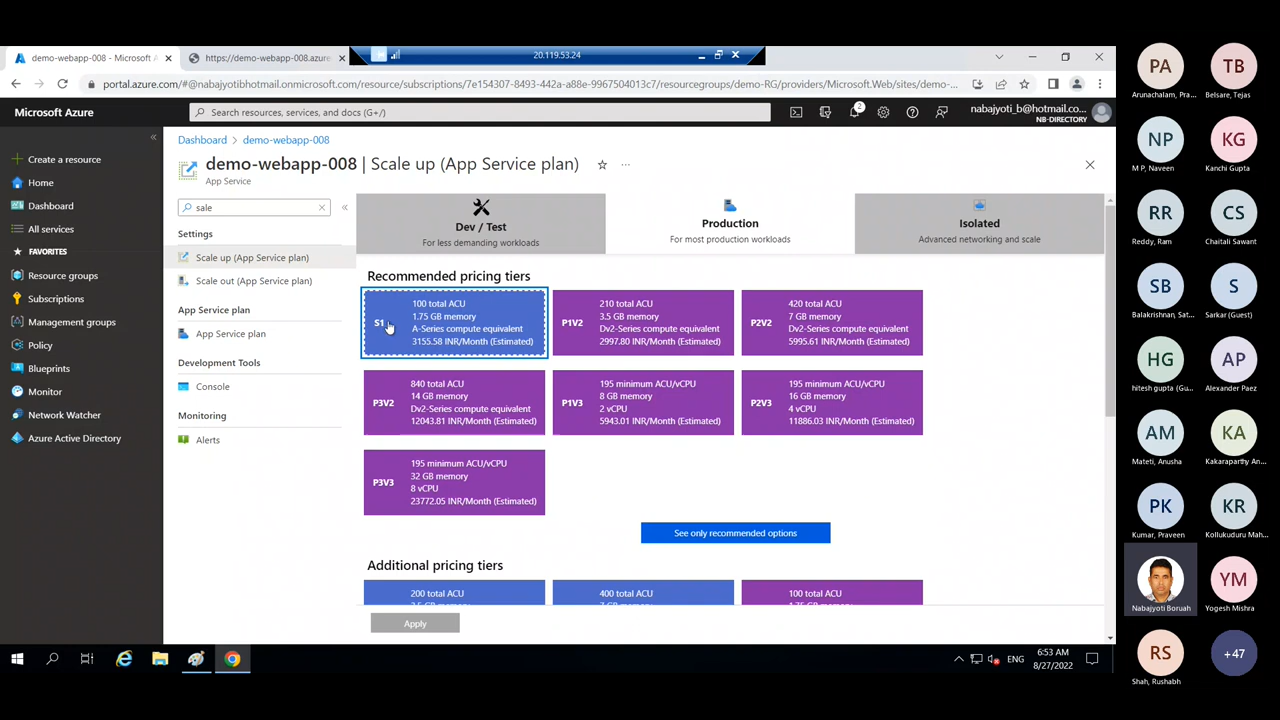 demo-webapp-008 - Microsoft A
https://demo-webapp-008.azure
20.119.53.24
portal.azure.com/#@nabajyotibhotmail.onmicrosoft.com/resource/subscriptions/7e154307-8493-442a-a88e-9967504013c7/resourcegroups/demo-RG/providers/Microsoft.Web/sites/demo-...
Microsoft Azure
Search resources, services, and docs (G+/)
2
nabajyoti_b@hotmail.co...
NB-DIRECTORY
Create a resource
Home
Dashboard
All services
FAVORITES
Resource groups
Subscriptions
Management groups
Policy
Blueprints
Monitor
Network Watcher
Azure Active Directory
Dashboard > demo-webapp-008
demo-webapp-008 | Scale up (App Service plan)
App Service
sale
Settings
Scale up (App Service plan)
Scale out (App Service plan)
App Service plan
App Service plan
Development Tools
Console
Monitoring
Alerts
Dev / Test
For less demanding workloads
Production
For most production workloads
Isolated
Advanced networking and scale
Recommended pricing tiers
S1
100 total ACU
1.75 GB memory
A-Series compute equivalent
3155.58 INR/Month (Estimated)
P1V2
210 total ACU
3.5 GB memory
Dv2-Series compute equivalent
2997.80 INR/Month (Estimated)
P2V2
420 total ACU
7 GB memory
Dv2-Series compute equivalent
5995.61 INR/Month (Estimated)
P3V2
840 total ACU
14 GB memory
Dv2-Series compute equivalent
12043.81 INR/Month (Estimated)
P1V3
195 minimum ACU/vCPU
8 GB memory
2 vCPU
5943.01 INR/Month (Estimated)
P2V3
195 minimum ACU/vCPU
16 GB memory
4 vCPU
11886.03 INR/Month (Estimated)
P3V3
195 minimum ACU/vCPU
32 GB memory
8 vCPU
23772.05 INR/Month (Estimated)
See only recommended options
Additional pricing tiers
200 total ACU
400 total ACU
100 total ACU
Apply
ENG
6:53 AM
8/27/2022
PA
Arunachalam, Pra...
TB
Belsare, Tejas
NP
M P, Naveen
KG
Kanchi Gupta
RR
Reddy, Ram
CS
Chaitali Sawant
SB
Balakrishnan, Sat...
S
Sarkar (Guest)
HG
hitesh gupta (Gu...
AP
Alexander Paez
AM
Mateti, Anusha
KA
Kakaraparthy An...
PK
Kumar, Praveen
KR
Kollukuduru Mah...
Nabajyoti Boruah
YM
Yogesh Mishra
RS
Shah, Rushabh
+47